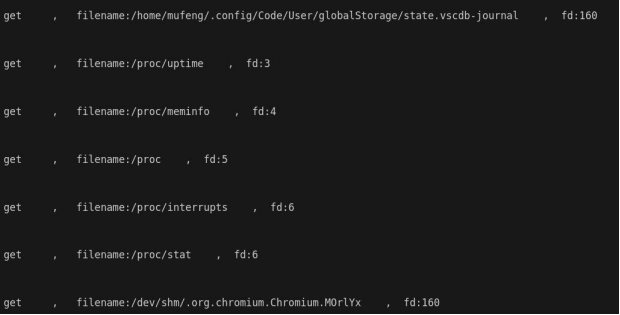 get     ,   filename:/home/mufeng/.config/Code/User/globalStorage/state.vscdb-journal    ,  fd:160
get     ,   filename:/proc/uptime    ,  fd:3
get     ,   filename:/proc/meminfo    ,  fd:4
get     ,   filename:/proc    ,  fd:5
get     ,   filename:/proc/interrupts    ,  fd:6
get     ,   filename:/proc/stat    ,  fd:6
get     ,   filename:/dev/shm/.org.chromium.Chromium.MOrlYx    ,  fd:160